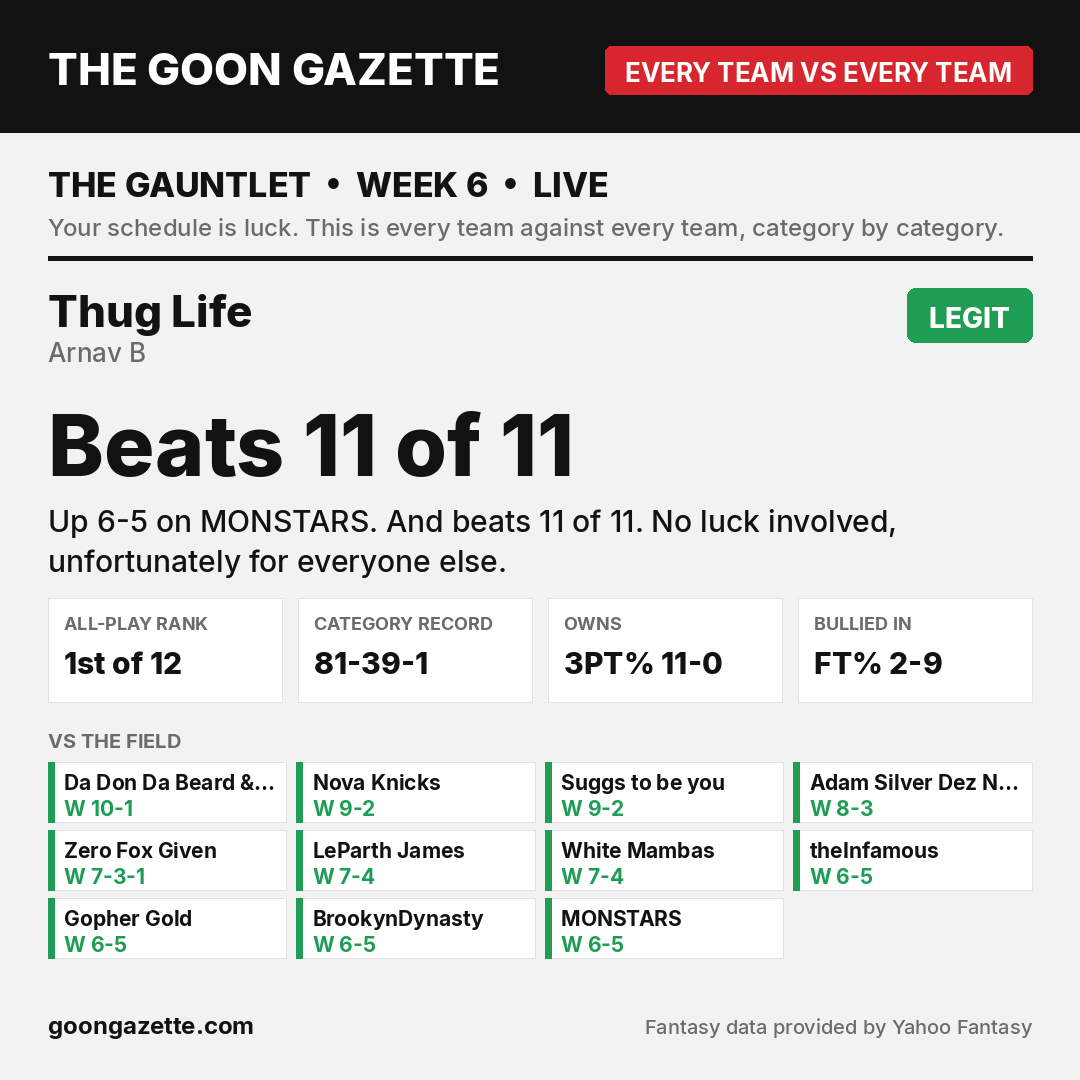 THE GOON GAZETTE
EVERY TEAM VS EVERY TEAM
THE GAUNTLET • WEEK 6 • LIVE
Your schedule is luck. This is every team against every team, category by category.
Thug Life
LEGIT
Arnav B
Beats 11 of 11
Up 6-5 on MONSTARS. And beats 11 of 11. No luck involved,
unfortunately for everyone else.
ALL-PLAY RANK
1st of 12
CATEGORY RECORD
81-39-1
OWNS
3PT% 11-0
BULLIED IN
FT% 2-9
VS THE FIELD
Da Don Da Beard &...
W 10-1
Nova Knicks
W 9-2
Suggs to be you
W 9-2
Adam Silver Dez N...
W 8-3
Zero Fox Given
W 7-3-1
LeParth James
W 7-4
White Mambas
W 7-4
theInfamous
W 6-5
Gopher Gold
W 6-5
BrookynDynasty
W 6-5
MONSTARS
W 6-5
goongazette.com
Fantasy data provided by Yahoo Fantasy